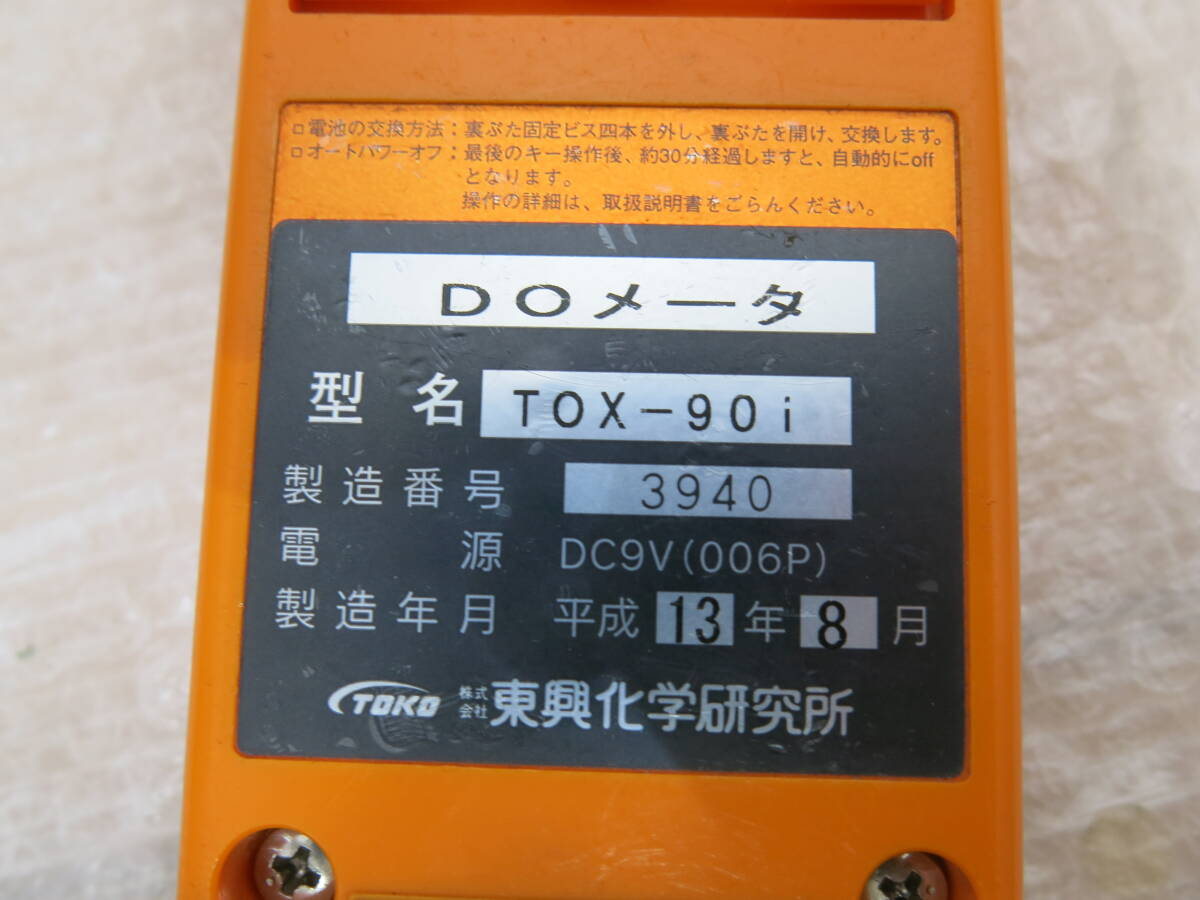 □電池の交換方法：裏ぶた固定ビス四本を外し、裏ぶたを開け、交換します。
□オートパワーオフ：最後のキー操作後、約30分経過しますと、自動的にoff
となります。
操作の詳細は、取扱説明書をごらんください。
DOメータ
型名 TOX-90i
製造番号 3940
電源 DC9V(006P)
製造年月 平成13年8月
TOKO 株式会社 東興化学研究所